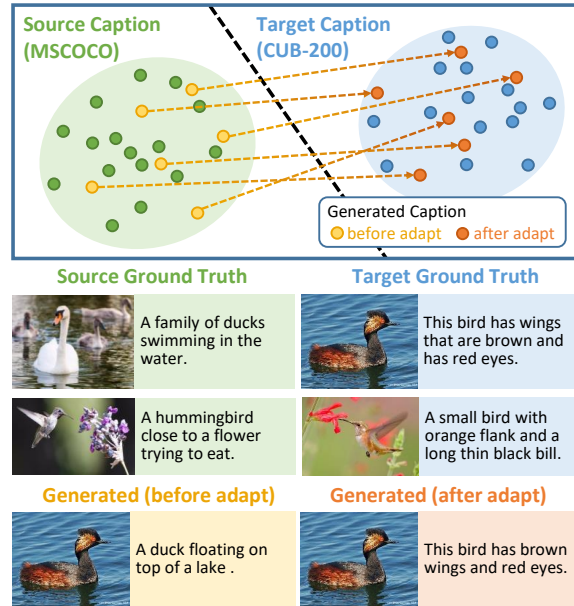 Source Caption
(MSCOCO)
Target Caption
(CUB-200)
Generated Caption
before adapt
after adapt
Source Ground Truth
Target Ground Truth
A family of ducks
swimming in the
water.
This bird has wings
that are brown and
has red eyes.
A hummingbird
close to a flower
trying to eat.
A small bird with
orange flank and a
long thin black bill.
Generated (before adapt)
Generated (after adapt)
A duck floating on
top of a lake .
This bird has brown
wings and red eyes.